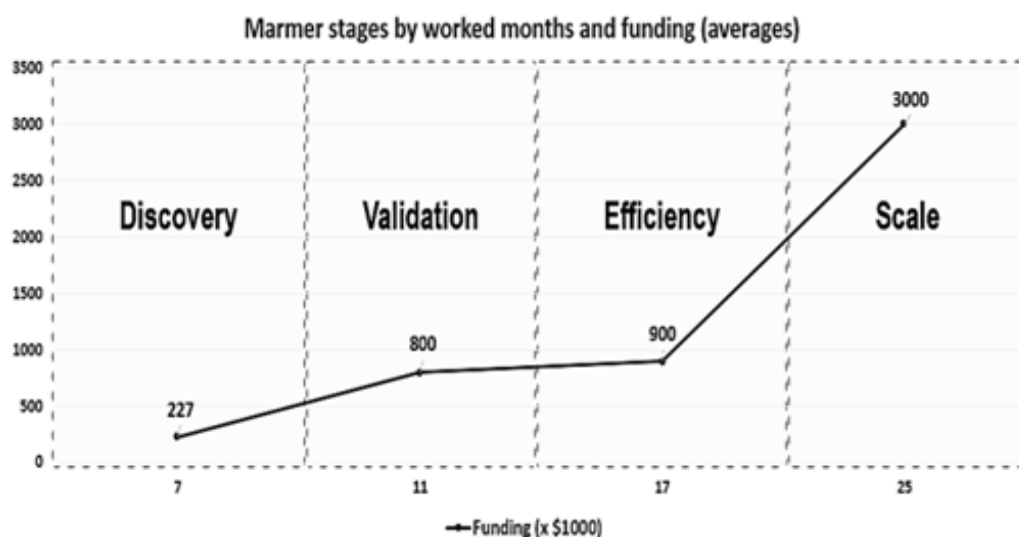 Marmer stages by worked months and funding (averages)
3500
3000
2500
2000
1500
1000
500
0
Discovery
Validation
Efficiency
Scale
227
800
900
3000
7
11
17
25
Funding (x $1000)